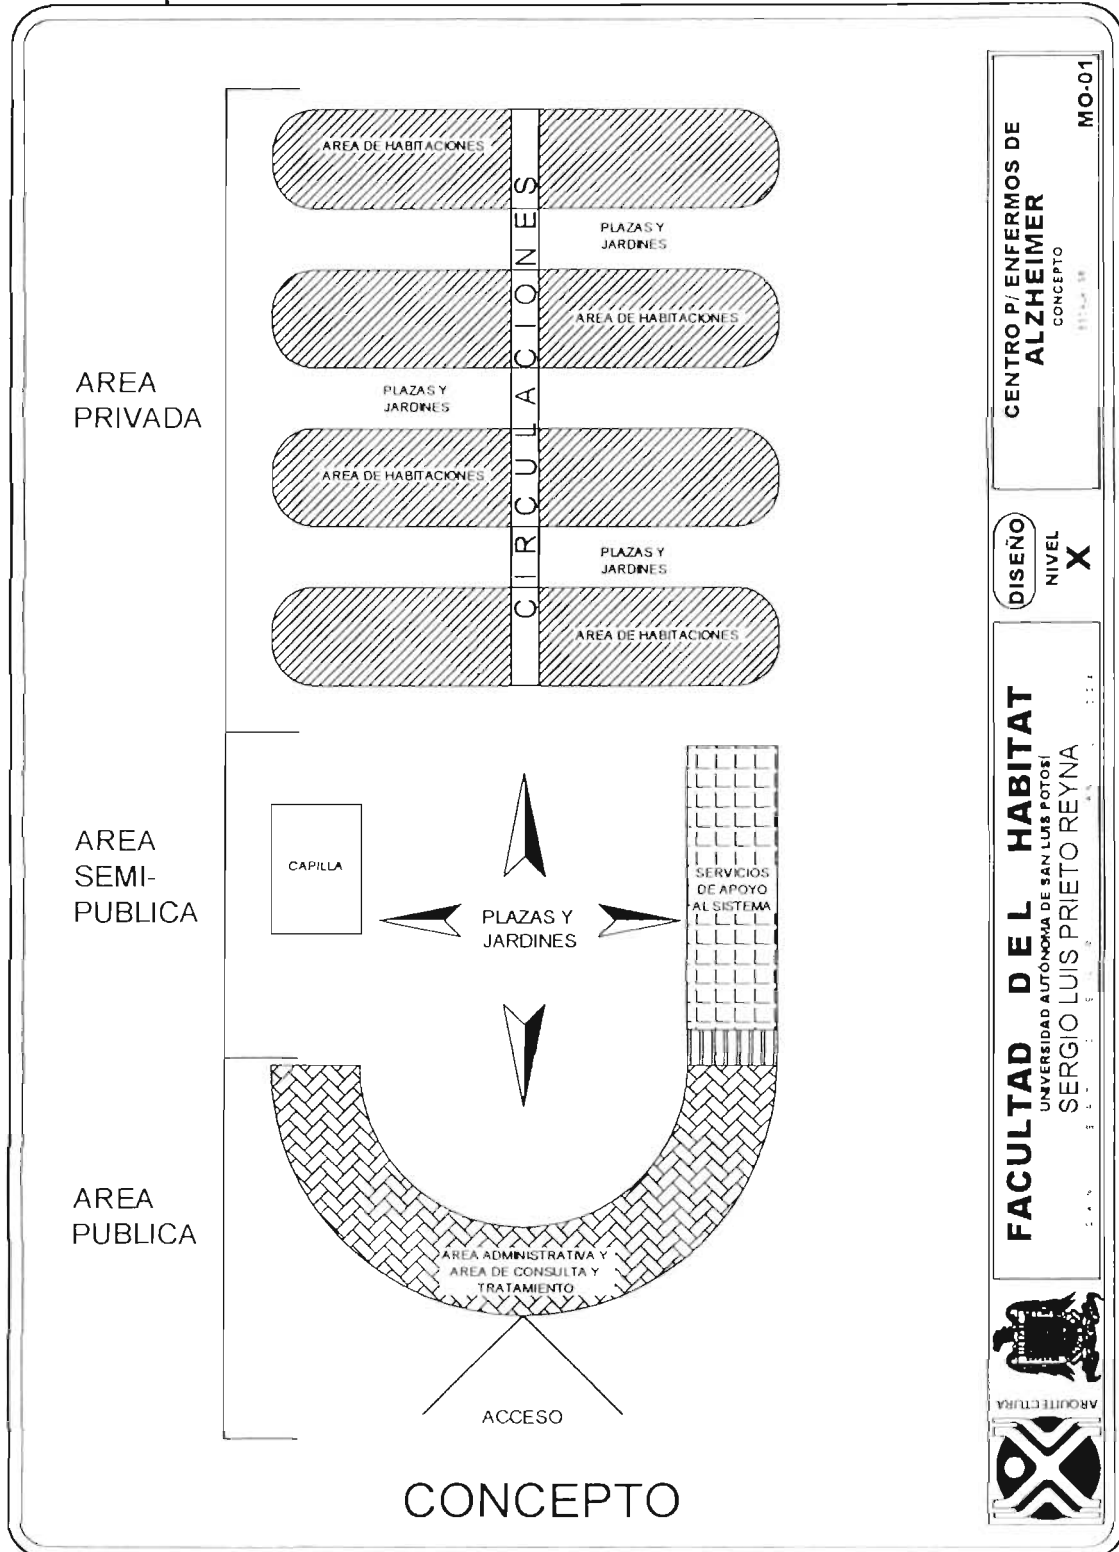 AREA DE HABITACIONES
PLAZAS Y
JARDINES
AREA DE HABITACIONES
PLAZAS Y
JARDINES
AREA DE HABITACIONES
PLAZAS Y
JARDINES
AREA DE HABITACIONES
CIRCULACIONES
AREA
PRIVADA
AREA
SEMI-
PUBLICA
CAPILLA
PLAZAS Y
JARDINES
SERVICIOS
DE APOYO
AL SISTEMA
AREA
PUBLICA
AREA ADMINISTRATIVA Y
AREA DE CONSULTA Y
TRATAMIENTO
ACCESO
CONCEPTO
CENTRO P/ ENFERMOS DE
ALZHEIMER
CONCEPTO
MO-01
DISEÑO
NIVEL
X
FACULTAD DEL HABITAT
UNIVERSIDAD AUTÓNOMA DE SAN LUIS POTOSÍ
SERGIO LUIS PRIETO REYNA
ARQUITECTURA